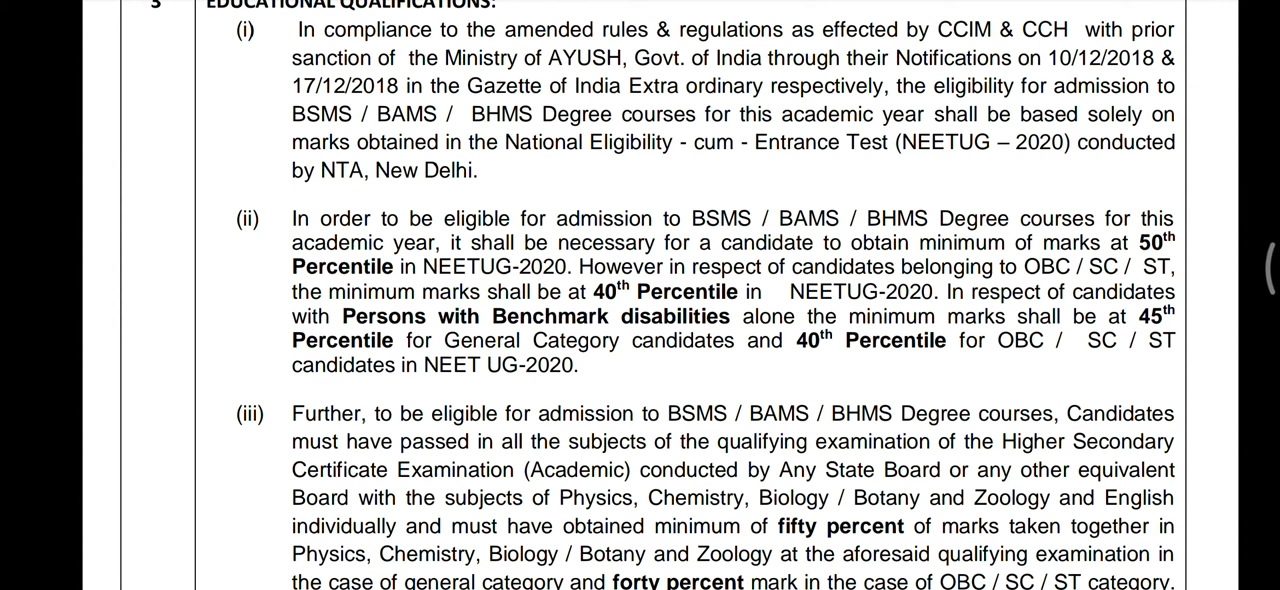 3 EDUCATIONAL QUALIFICATIONS:
(i) In compliance to the amended rules & regulations as effected by CCIM & CCH with prior
sanction of the Ministry of AYUSH, Govt. of India through their Notifications on 10/12/2018 &
17/12/2018 in the Gazette of India Extra ordinary respectively, the eligibility for admission to
BSMS / BAMS / BHMS Degree courses for this academic year shall be based solely on
marks obtained in the National Eligibility - cum - Entrance Test (NEETUG – 2020) conducted
by NTA, New Delhi.
(ii) In order to be eligible for admission to BSMS / BAMS / BHMS Degree courses for this
academic year, it shall be necessary for a candidate to obtain minimum of marks at 50th
Percentile in NEETUG-2020. However in respect of candidates belonging to OBC / SC / ST,
the minimum marks shall be at 40th Percentile in NEETUG-2020. In respect of candidates
with Persons with Benchmark disabilities alone the minimum marks shall be at 45th
Percentile for General Category candidates and 40th Percentile for OBC / SC / ST
candidates in NEET UG-2020.
(iii) Further, to be eligible for admission to BSMS / BAMS / BHMS Degree courses, Candidates
must have passed in all the subjects of the qualifying examination of the Higher Secondary
Certificate Examination (Academic) conducted by Any State Board or any other equivalent
Board with the subjects of Physics, Chemistry, Biology / Botany and Zoology and English
individually and must have obtained minimum of fifty percent of marks taken together in
Physics, Chemistry, Biology / Botany and Zoology at the aforesaid qualifying examination in
the case of general category and forty percent mark in the case of OBC / SC / ST category.